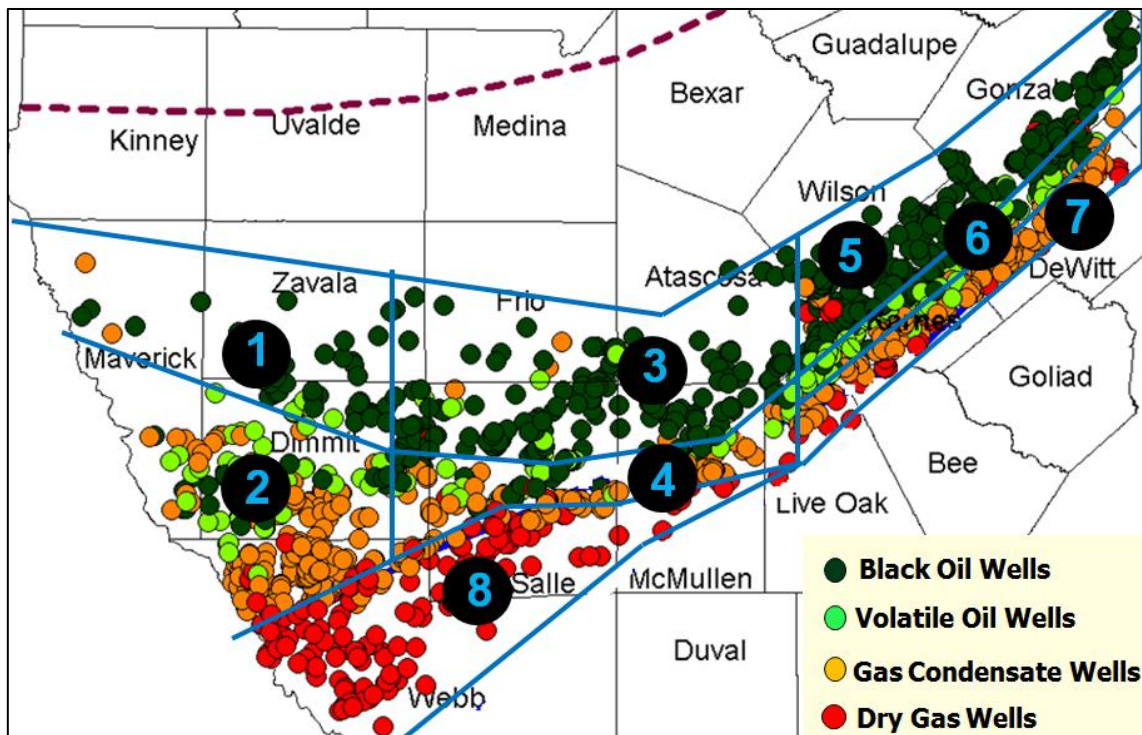 Guadalupe
Bexar
Gonzal
Kinney
Uvalde
Medina
Wilson
7
6
5
Zavala
Atascosa
DeWitt
Frio
1
Maverick
3
Goliad
Dimmit
2
4
Bee
Live Oak
8
Salle
McMullen
Duval
Webb
Black Oil Wells
Volatile Oil Wells
Gas Condensate Wells
Dry Gas Wells